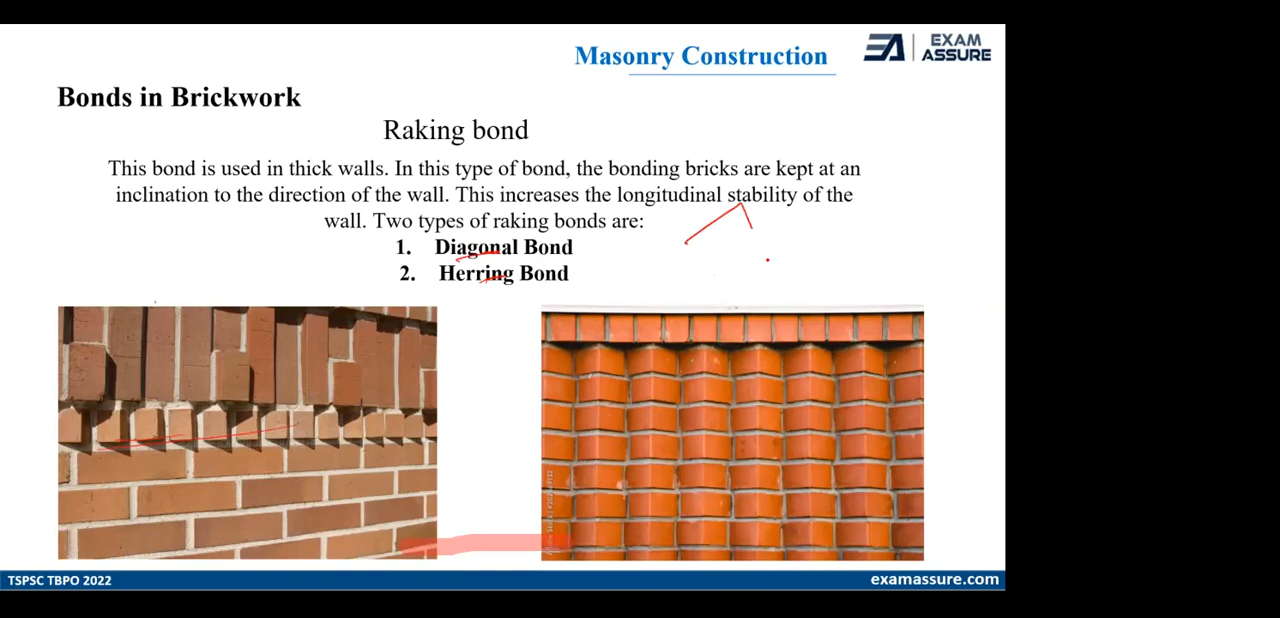 Masonry Construction
EXAM
ASSURE
Bonds in Brickwork
Raking bond
This bond is used in thick walls. In this type of bond, the bonding bricks are kept at an
inclination to the direction of the wall. This increases the longitudinal stability of the
wall. Two types of raking bonds are:
1. Diagonal Bond
2. Herring Bond
TSPSC TBPO 2022
examassure.com